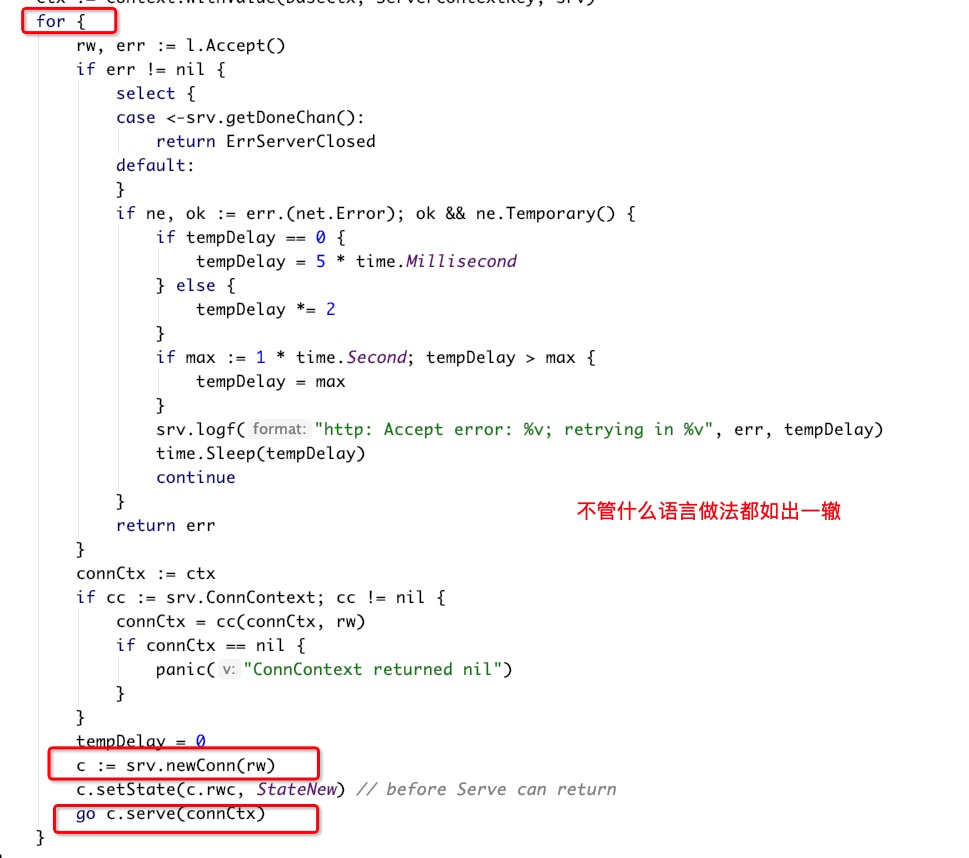 ctx := context.WithValue(baseCtx, ServerContextKey, srv)
for {
rw, err := l.Accept()
if err != nil {
select {
case <-srv.getDoneChan():
return ErrServerClosed
default:
}
if ne, ok := err.(net.Error); ok && ne.Temporary() {
if tempDelay == 0 {
tempDelay = 5 * time.Millisecond
} else {
tempDelay *= 2
}
if max := 1 * time.Second; tempDelay > max {
tempDelay = max
}
srv.logf( format: "http: Accept error: %v; retrying in %v", err, tempDelay)
time.Sleep(tempDelay)
continue
}
不管什么语言做法都如出一辙
return err
}
connCtx := ctx
if cc := srv.ConnContext; cc != nil {
connCtx = cc(connCtx, rw)
if connCtx == nil {
panic( v: "ConnContext returned nil")
}
}
tempDelay = 0
c := srv.newConn(rw)
c.setState(c.rwc, StateNew) // before Serve can return
go c.serve(connCtx)
}